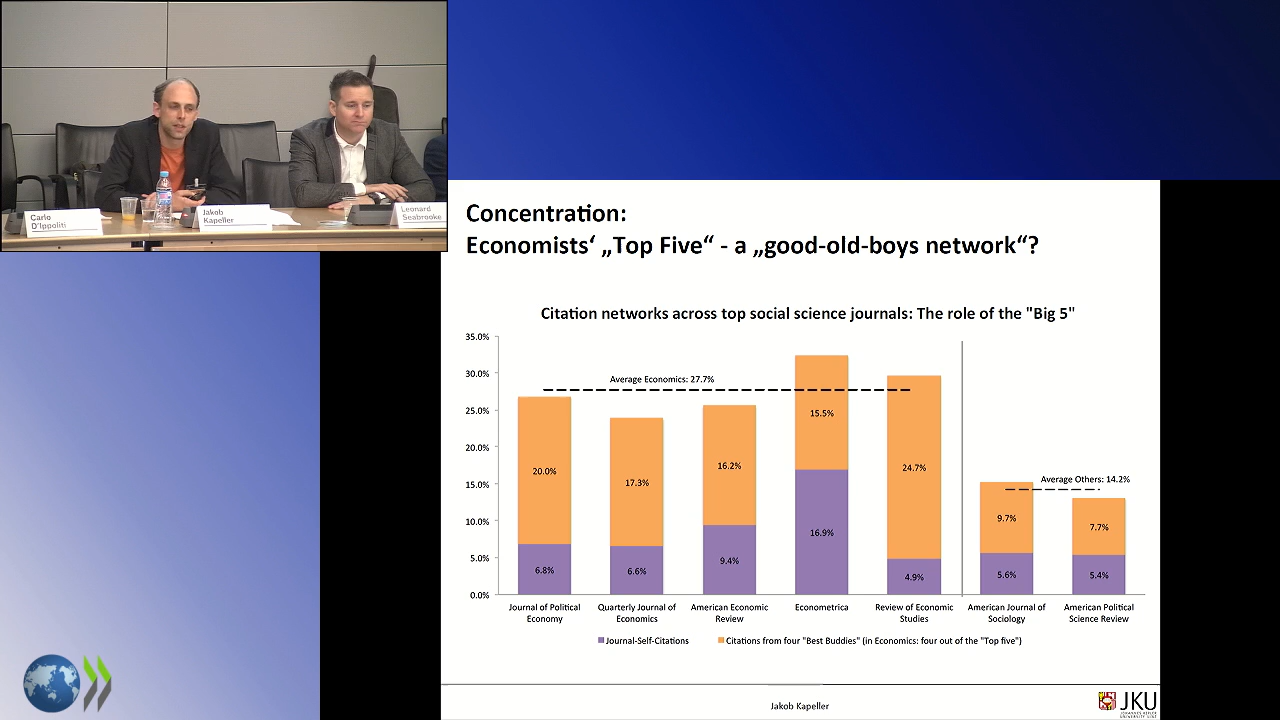 Carlo
D'Ippoliti
Jakob
Kapeller
Leonard
Seabrooke
Concentration:
Economists‘ „Top Five“ - a „good-old-boys network“?
Citation networks across top social science journals: The role of the "Big 5"
35.0%
30.0%
25.0%
20.0%
15.0%
10.0%
5.0%
0.0%
Average Economics: 27.7%
Average Others: 14.2%
20.0%
17.3%
16.2%
15.5%
24.7%
9.7%
7.7%
6.8%
6.6%
9.4%
16.9%
4.9%
5.6%
5.4%
Journal of Political
Economy
Quarterly Journal of
Economics
American Economic
Review
Econometrica
Review of Economic
Studies
American Journal of
Sociology
American Political
Science Review
Journal-Self-Citations
Citations from four "Best Buddies" (in Economics: four out of the "Top five")
Jakob Kapeller
JKU